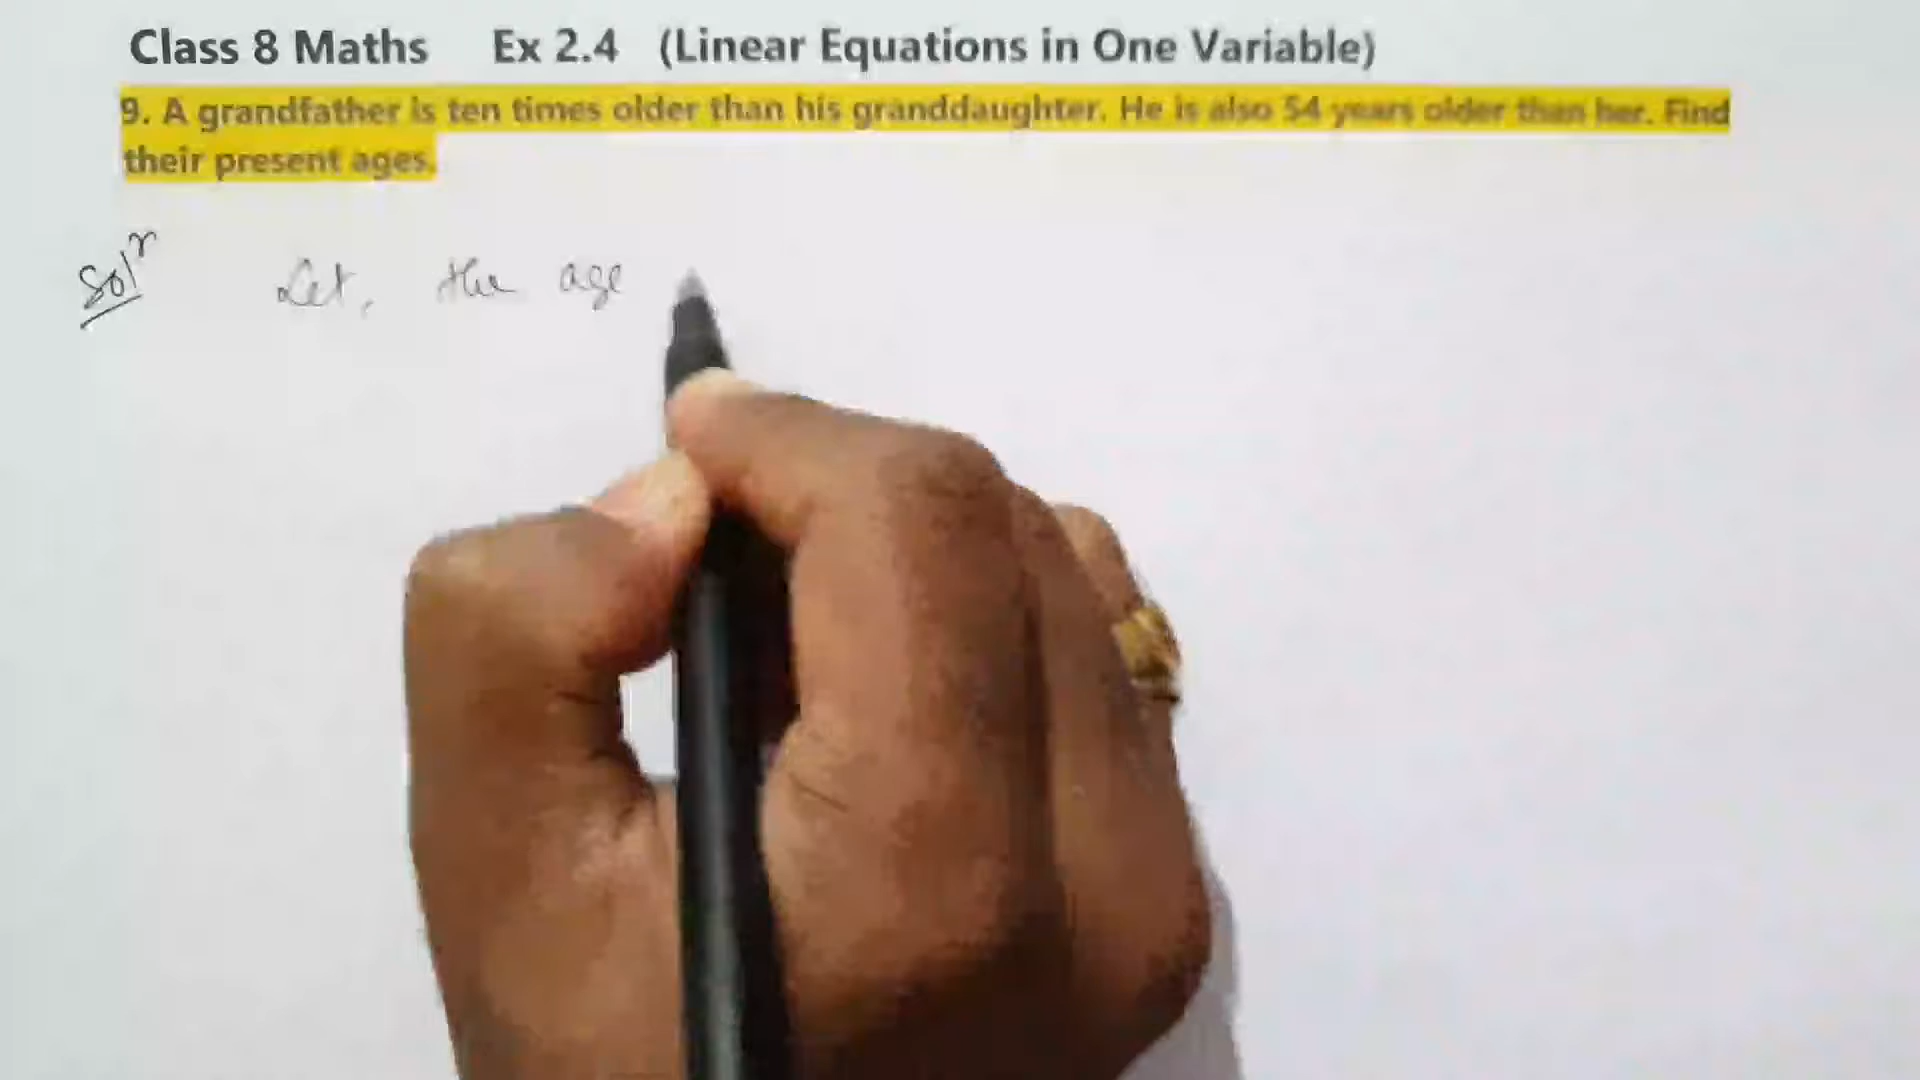 Class 8 Maths Ex 2.4 (Linear Equations in One Variable)
9. A grandfather is ten times older than his granddaughter. He is also 54 years older than her. Find
their present ages.
Solⁿ Let, the age